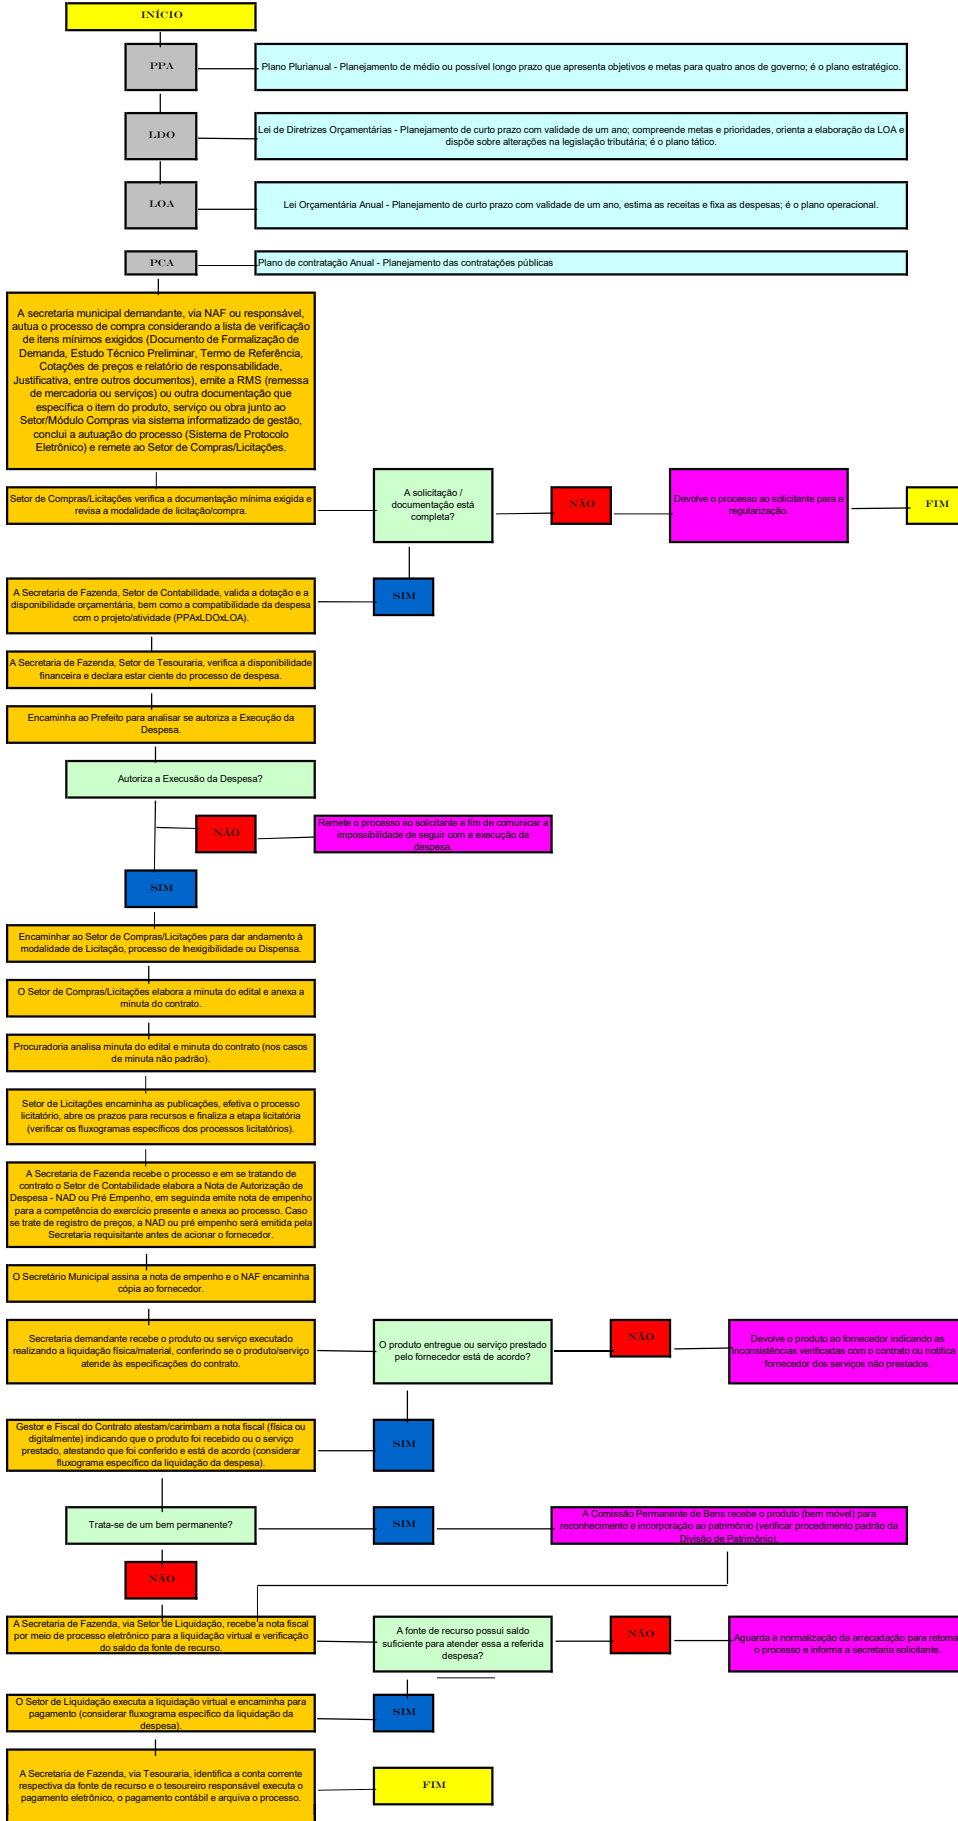 INÍCIO
PPA
Plano Plurianual - Planejamento de médio ou possível longo prazo que apresenta objetivos e metas para quatro anos de governo; é o plano estratégico.
LDO
Lei de Diretrizes Orçamentárias - Planejamento de curto prazo com validade de um ano; compreende metas e prioridades, orienta a elaboração da LOA e
dispõe sobre alterações na legislação tributária; é o plano tático.
LOA
Lei Orçamentária Anual - Planejamento de curto prazo com validade de um ano, estima as receitas e fixa as despesas; é o plano operacional.
PCA
Plano de contratação Anual - Planejamento das contratações públicas
A secretaria municipal demandante, via NAF ou responsável,
autua o processo de compra considerando a lista de verificação
de itens mínimos exigidos (Documento de Formalização de
Demanda, Estudo Técnico Preliminar, Termo de Referência,
Cotações de preços e relatório de responsabilidade,
Justificativa, entre outros documentos), emite a RMS (remessa
de mercadoria ou serviços) ou outra documentação que
específica o item do produto, serviço ou obra junto ao
Setor/Módulo Compras via sistema informatizado de gestão,
conclui a autuação do processo (Sistema de Protocolo
Eletrônico) e remete ao Setor de Compras/Licitações.
Setor de Compras/Licitações verifica a documentação mínima exigida e
revisa a modalidade de licitação/compra.
A solicitação /
documentação está
completa?
NÃO
Devolve o processo ao solicitante para a
regularização.
FIM
SIM
A Secretaria de Fazenda, Setor de Contabilidade, valida a dotação e a
disponibilidade orçamentária, bem como a compatibilidade da despesa
com o projeto/atividade (PPAxLDOxLOA).
A Secretaria de Fazenda, Setor de Tesouraria, verifica a disponibilidade
financeira e declara estar ciente do processo de despesa.
Encaminha ao Prefeito para analisar se autoriza a Execução da
Despesa.
Autoriza a Execusão da Despesa?
NÃO
Remete o processo ao solicitante a fim de comunicar a
impossibilidade de seguir com a execução da
despesa.
SIM
Encaminhar ao Setor de Compras/Licitações para dar andamento à
modalidade de Licitação, processo de Inexigibilidade ou Dispensa.
O Setor de Compras/Licitações elabora a minuta do edital e anexa a
minuta do contrato.
Procuradoria analisa minuta do edital e minuta do contrato (nos casos
de minuta não padrão).
Setor de Licitações encaminha as publicações, efetiva o processo
licitatório, abre os prazos para recursos e finaliza a etapa licitatória
(verificar os fluxogramas específicos dos processos licitatórios).
A Secretaria de Fazenda recebe o processo e em se tratando de
contrato o Setor de Contabilidade elabora a Nota de Autorização de
Despesa - NAD ou Pré Empenho, em seguinda emite nota de empenho
para a competência do exercício presente e anexa ao processo. Caso
se trate de registro de preços, a NAD ou pré empenho será emitida pela
Secretaria requisitante antes de acionar o fornecedor.
O Secretário Municipal assina a nota de empenho e o NAF encaminha
cópia ao fornecedor.
Secretaria demandante recebe o produto ou serviço executado
realizando a liquidação física/material, conferindo se o produto/serviço
atende às especificações do contrato.
O produto entregue ou serviço prestado
pelo fornecedor está de acordo?
NÃO
Devolve o produto ao fornecedor indicando as
inconsistências verificadas com o contrato ou notifica
fornecedor dos serviços não prestados.
Gestor e Fiscal do Contrato atestam/carimbam a nota fiscal (física ou
digitalmente) indicando que o produto foi recebido ou o serviço
prestado, atestando que foi conferido e está de acordo (considerar
fluxograma específico da liquidação da despesa).
SIM
Trata-se de um bem permanente?
SIM
A Comissão Permanente de Bens recebe o produto (bem móvel) para
reconhecimento e incorporação ao patrimônio (verificar procedimento padrão da
Divisão de Patrimônio).
NÃO
A Secretaria de Fazenda, via Setor de Liquidação, recebe a nota fiscal
por meio de processo eletrônico para a liquidação virtual e verificação
do saldo da fonte de recurso.
A fonte de recurso possui saldo
suficiente para atender essa a referida
despesa?
NÃO
Aguarda a normalização da arrecadação para retoma
o processo e informa a secretaria solicitante.
O Setor de Liquidação executa a liquidação virtual e encaminha para
pagamento (considerar fluxograma específico da liquidação da
despesa).
SIM
A Secretaria de Fazenda, via Tesouraria, identifica a conta corrente
respectiva da fonte de recurso e o tesoureiro responsável executa o
pagamento eletrônico, o pagamento contábil e arquiva o processo.
FIM